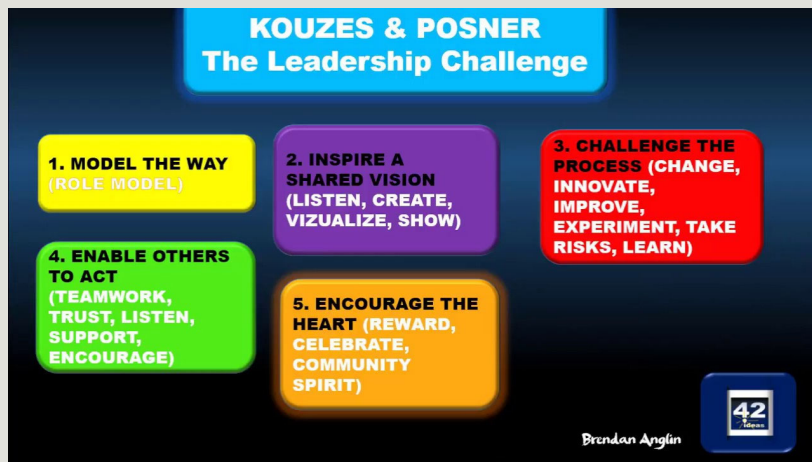 KOUZES & POSNER
The Leadership Challenge
1. MODEL THE WAY
(ROLE MODEL)
2. INSPIRE A
SHARED VISION
(LISTEN, CREATE,
VIZUALIZE, SHOW)
3. CHALLENGE THE
PROCESS (CHANGE,
INNOVATE,
IMPROVE,
EXPERIMENT, TAKE
RISKS, LEARN)
4. ENABLE OTHERS
TO ACT
(TEAMWORK,
TRUST, LISTEN,
SUPPORT,
ENCOURAGE)
5. ENCOURAGE THE
HEART (REWARD,
CELEBRATE,
COMMUNITY
SPIRIT)
Brendan Anglin
42
ideas